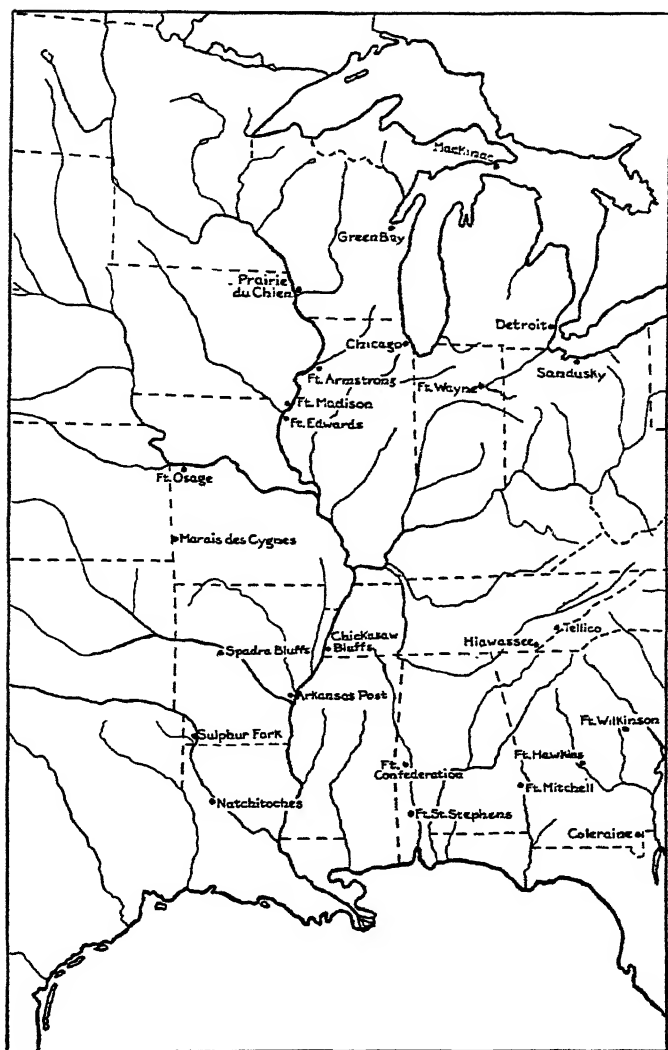 Mackinac
Green Bay
Prairie
du Chien
Detroit
Chicago
Sandusky
Ft. Armstrong
Ft. Wayne
Ft. Madison
Ft. Edwards
Ft. Osage
Marais des Cygnes
Chickasaw
Bluffs
Tellico
Hiawassee
Spadra Bluffs
Arkansas Post
Ft. Wilkinson
Sulphur Fork
Ft. Hawkins
Ft.
Confederation
Ft. Mitchell
Natchitoches
Ft. St. Stephens
Coleraine